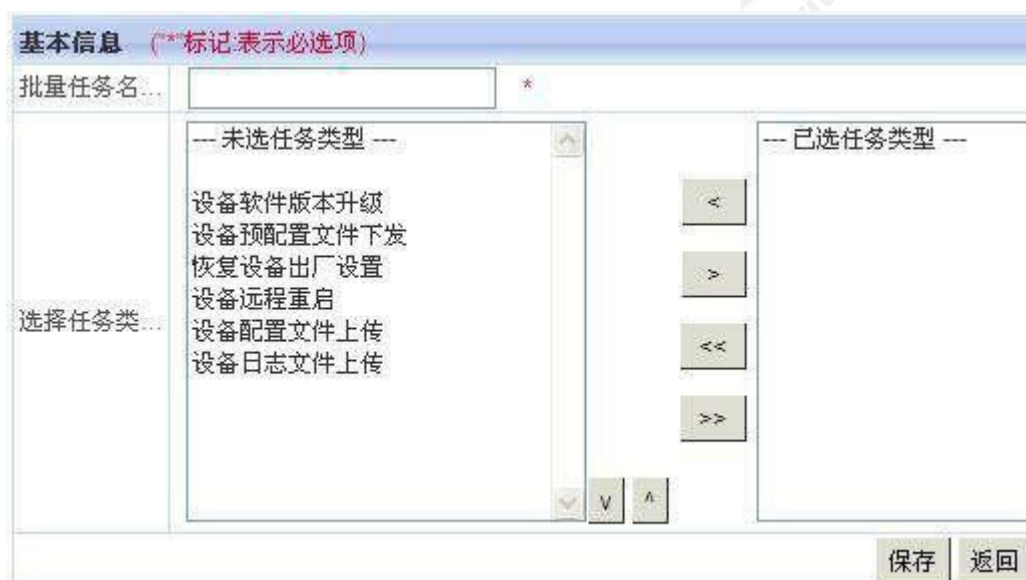 基本信息 ("*"标记:表示必选项)
批量任务名... *
--- 未选任务类型 ---
--- 已选任务类型 ---
设备软件版本升级
<
设备预配置文件下发
恢复设备出厂设置
>
设备远程重启
选择任务类...
设备配置文件上传
<<
设备日志文件上传
>>
v ^
保存 返回